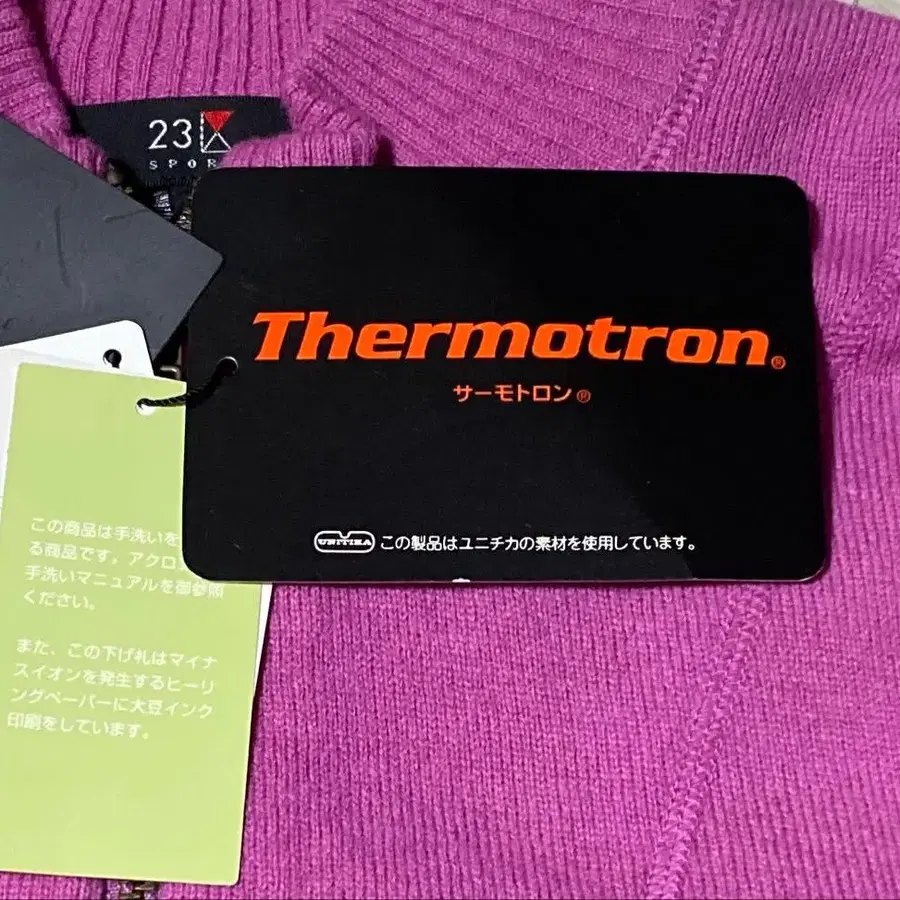 23
SPOR
Thermotron®
サーモトロン®
UNITIKA この製品はユニチカの素材を使用しています。
この商品は手洗いを
る商品です。アクロ
手洗いマニュアルを御参照
ください。
また、この下げ札はマイナ
スイオンを発生するヒーリ
ングペーパーに大豆インク
印刷をしています。